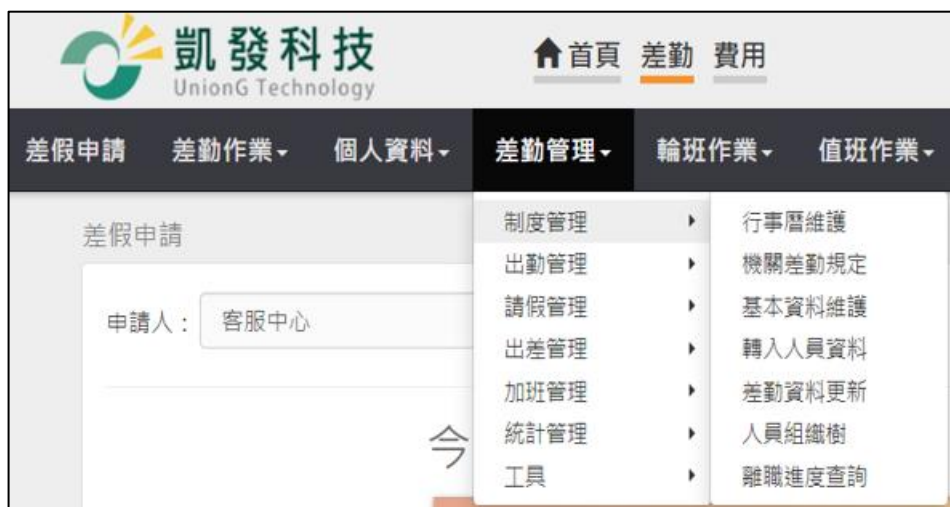 凱發科技
UnionG Technology
首頁 差勤 費用
差假申請 差勤作業 個人資料 差勤管理 輪班作業 值班作業
差假申請
申請人： 客服中心
今
制度管理
出勤管理
請假管理
出差管理
加班管理
統計管理
工具
行事曆維護
機關差勤規定
基本資料維護
轉入人員資料
差勤資料更新
人員組織樹
離職進度查詢